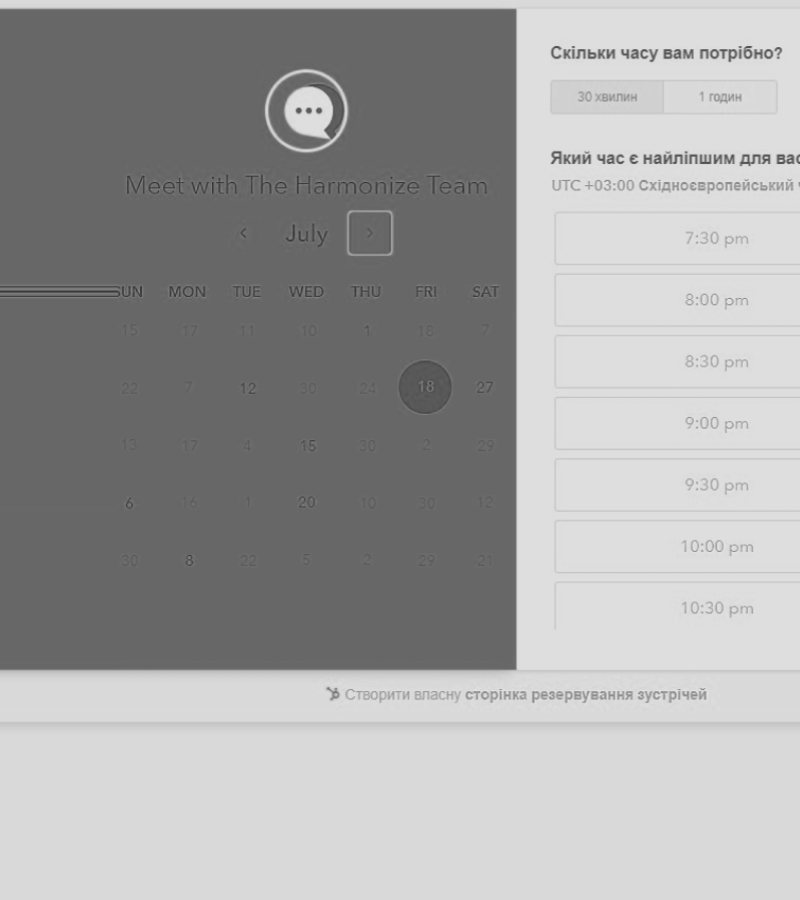 Meet with The Harmonize Team
July
UN MON TUE WED THU FRI SAT
15 17 11 10 1 18 7
22 7 12 30 24 18 27
13 17 4 15 30 2 29
6 16 1 20 10 30 12
30 8 22 5 2 29 21
Скільки часу вам потрібно?
30 хвилин 1 годин
Який час є найліпшим для вас
UTC +03:00 Східноєвропейський ч
7:30 pm
8:00 pm
8:30 pm
9:00 pm
9:30 pm
10:00 pm
10:30 pm
Створити власну сторінка резервування зустрічей